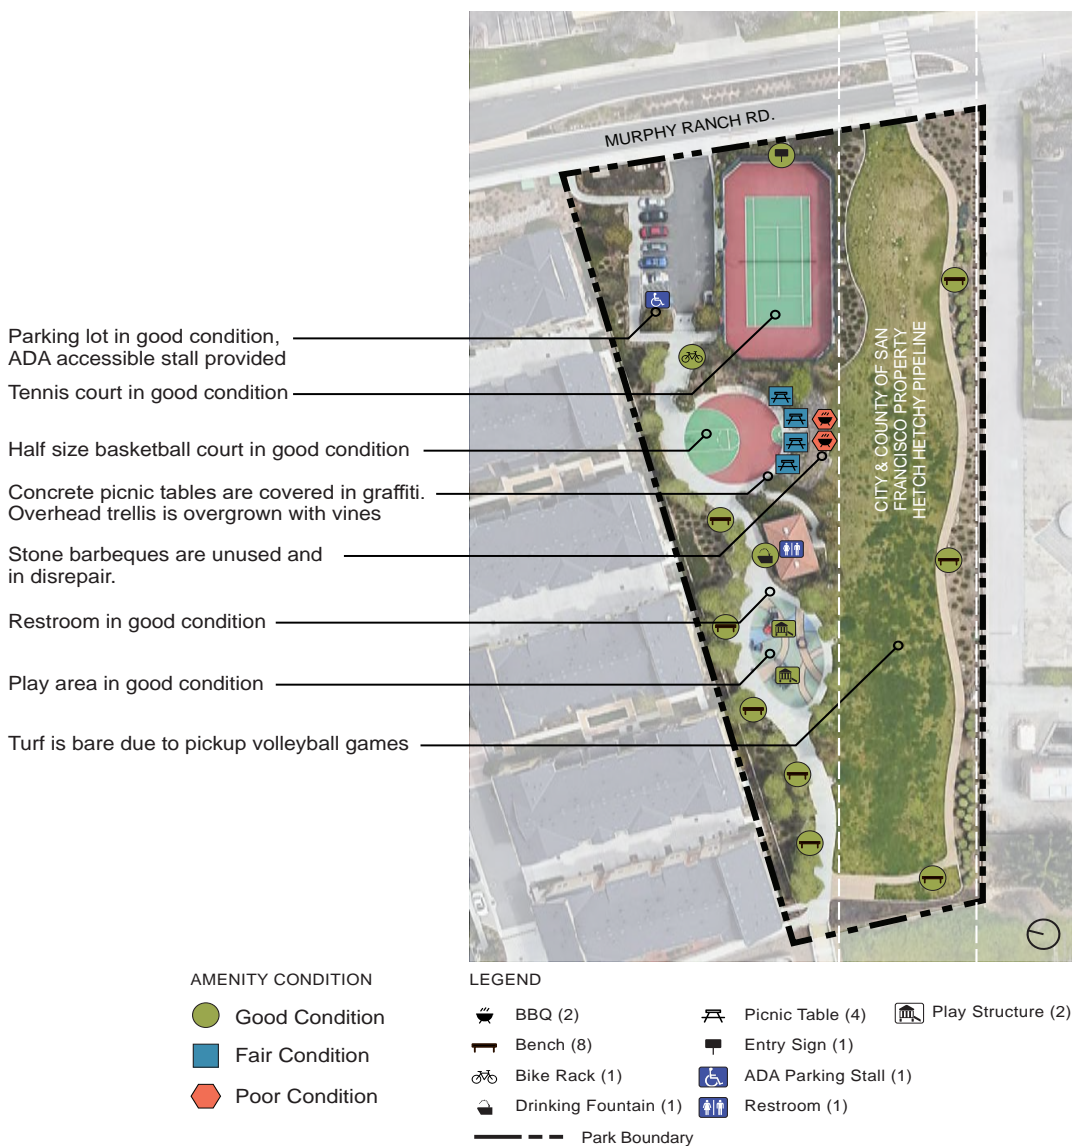 MURPHY RANCH RD.
CITY & COUNTY OF SAN
FRANCISCO PROPERTY
HETCH HETCHY PIPELINE
Parking lot in good condition,
ADA accessible stall provided
Tennis court in good condition
Half size basketball court in good condition
Concrete picnic tables are covered in graffiti.
Overhead trellis is overgrown with vines
Stone barbeques are unused and
in disrepair.
Restroom in good condition
Play area in good condition
Turf is bare due to pickup volleyball games
AMENITY CONDITION
Good Condition
Fair Condition
Poor Condition
LEGEND
BBQ (2)
Bench (8)
Bike Rack (1)
Drinking Fountain (1)
Picnic Table (4)
Entry Sign (1)
ADA Parking Stall (1)
Restroom (1)
Play Structure (2)
Park Boundary